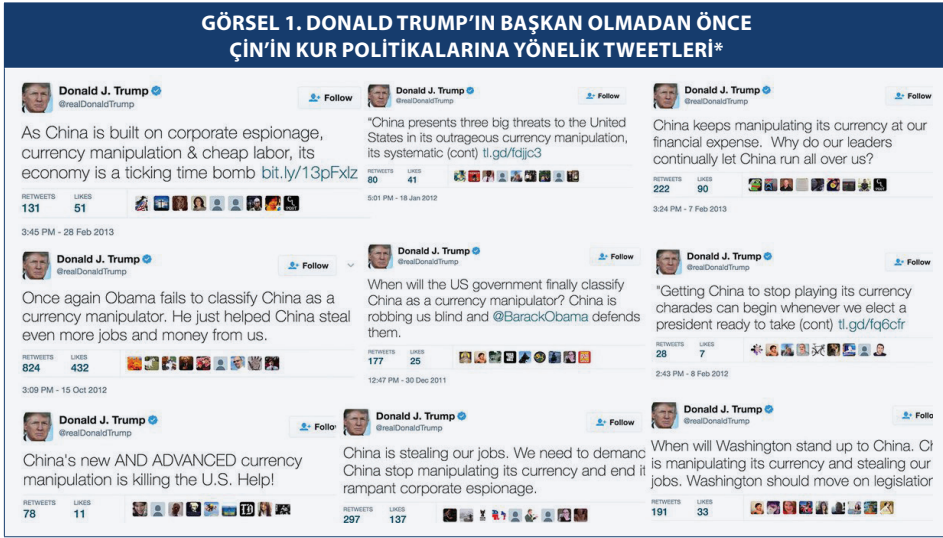 GÖRSEL 1. DONALD TRUMP’IN BAŞKAN OLMADAN ÖNCE
ÇİN’İN KUR POLİTİKALARINA YÖNELİK TWEETLERİ*
Donald J. Trump
@realDonaldTrump
Follow
As China is built on corporate espionage,
currency manipulation & cheap labor, its
economy is a ticking time bomb bit.ly/13pFxlz
RETWEETS LIKES
131 51
3:45 PM - 28 Feb 2013
Donald J. Trump
@realDonaldTrump
Follow
"China presents three big threats to the United
States in its outrageous currency manipulation,
its systematic (cont) tl.gd/fdjjc3
RETWEETS LIKES
80 41
5:01 PM - 18 Jan 2012
Donald J. Trump
@realDonaldTrump
Follow
China keeps manipulating its currency at our
financial expense. Why do our leaders
continually let China run all over us?
RETWEETS LIKES
222 90
3:24 PM - 7 Feb 2013
Donald J. Trump
@realDonaldTrump
Follow
Once again Obama fails to classify China as a
currency manipulator. He just helped China steal
even more jobs and money from us.
RETWEETS LIKES
824 432
3:09 PM - 15 Oct 2012
Donald J. Trump
@realDonaldTrump
Follow
When will the US government finally classify
China as a currency manipulator? China is
robbing us blind and @BarackObama defends
them.
RETWEETS LIKES
177 25
12:47 PM - 30 Dec 2011
Donald J. Trump
@realDonaldTrump
Follow
"Getting China to stop playing its currency
charades can begin whenever we elect a
president ready to take (cont) tl.gd/fq6cfr
RETWEETS LIKES
28 7
2:43 PM - 8 Feb 2012
Donald J. Trump
@realDonaldTrump
Follo
China's new AND ADVANCED currency
manipulation is killing the U.S. Help!
RETWEETS LIKES
78 11
Donald J. Trump
@realDonaldTrump
Follow
China is stealing our jobs. We need to demand
China stop manipulating its currency and end it
rampant corporate espionage.
RETWEETS LIKES
297 137
Donald J. Trump
@realDonaldTrump
Follo
When will Washington stand up to China. Ch
is manipulating its currency and stealing our
jobs. Washington should move on legislation
RETWEETS LIKES
191 33